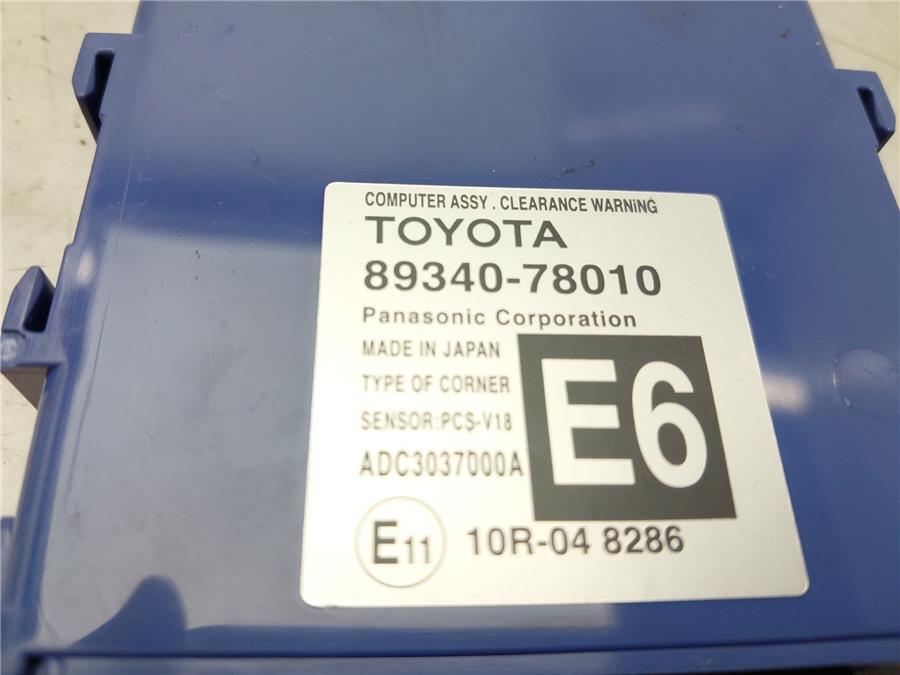 COMPUTER ASSY . CLEARANCE WARNiNG
TOYOTA
89340-78010
Panasonic Corporation
MADE IN JAPAN
TYPE OF CORNER
SENSOR:PCS-V18
ADC3037000A
E6
E11 10R-04 8286